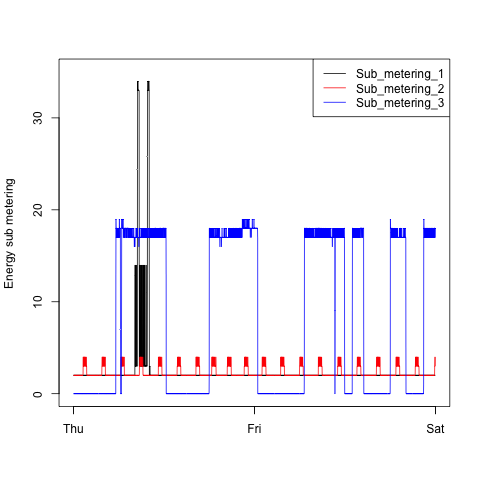 Sub_metering_1
Sub_metering_2
Sub_metering_3
Energy sub metering
30
20
10
0
Thu
Fri
Sat